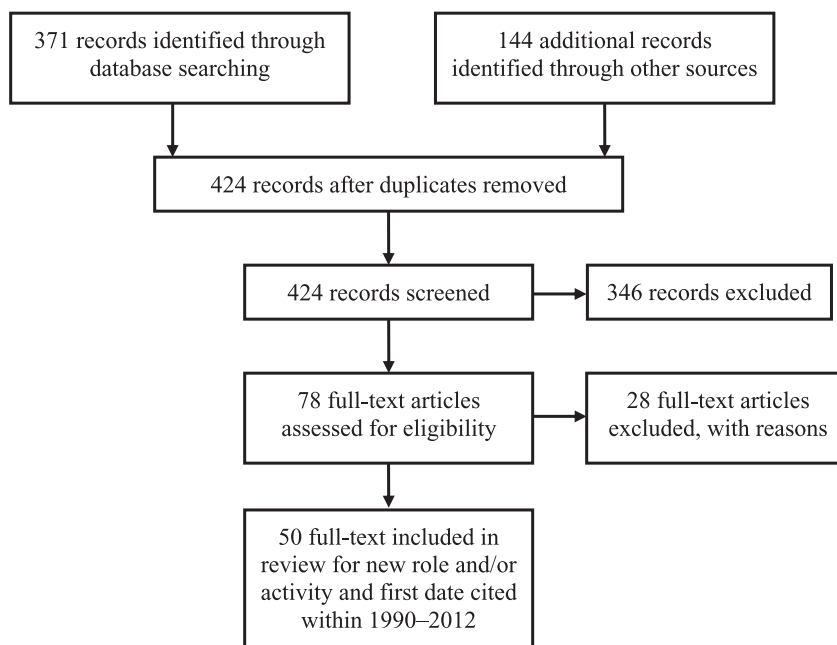 371 records identified through
database searching
144 additional records
identified through other sources
424 records after duplicates removed
424 records screened
346 records excluded
78 full-text articles
assessed for eligibility
28 full-text articles
excluded, with reasons
50 full-text included in
review for new role and/or
activity and first date cited
within 1990–2012